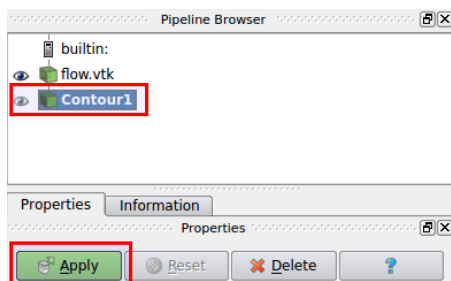 Pipeline Browser
builtin:
flow.vtk
Contour1
Properties Information
Properties
Apply Reset Delete ?